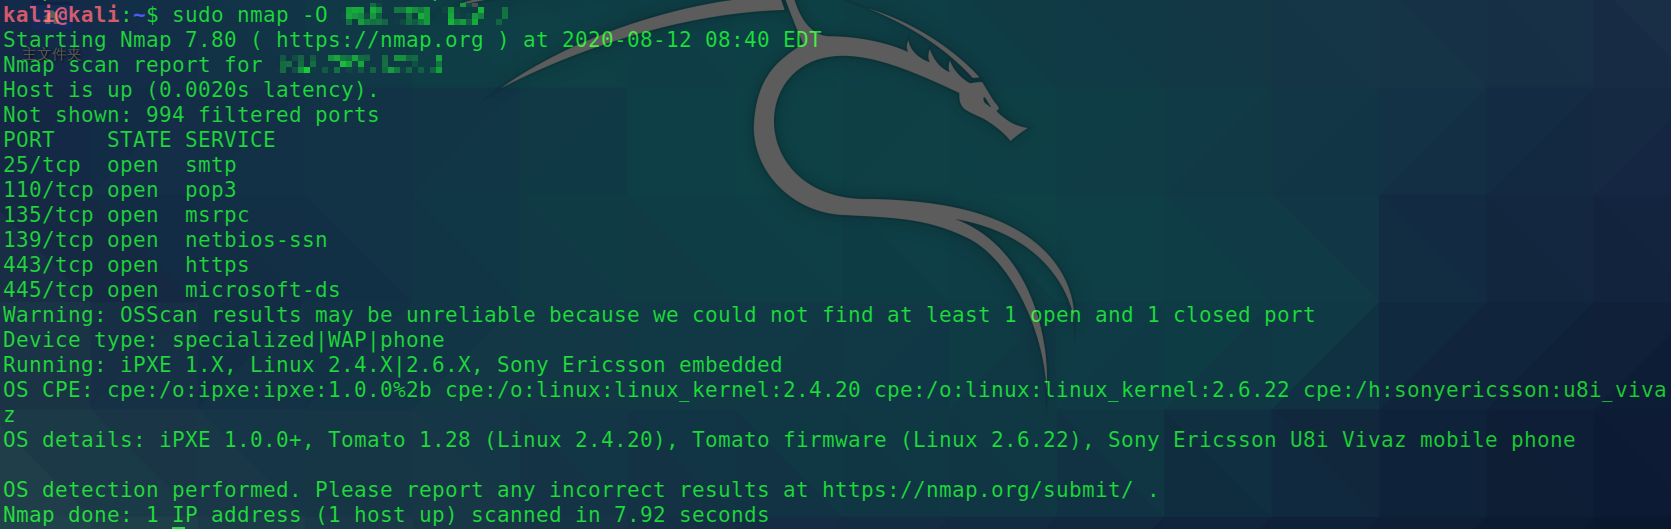 kali@kali:~$ sudo nmap -O
Starting Nmap 7.80 ( https://nmap.org ) at 2020-08-12 08:40 EDT
主文件夹
Nmap scan report for
Host is up (0.0020s latency).
Not shown: 994 filtered ports
PORT    STATE SERVICE
25/tcp  open  smtp
110/tcp open  pop3
135/tcp open  msrpc
139/tcp open  netbios-ssn
443/tcp open  https
445/tcp open  microsoft-ds
Warning: OSScan results may be unreliable because we could not find at least 1 open and 1 closed port
Device type: specialized|WAP|phone
Running: iPXE 1.X, Linux 2.4.X|2.6.X, Sony Ericsson embedded
OS CPE: cpe:/o:ipxe:ipxe:1.0.0%2b cpe:/o:linux:linux_kernel:2.4.20 cpe:/o:linux:linux_kernel:2.6.22 cpe:/h:sonyericsson:u8i_viva
z
OS details: iPXE 1.0.0+, Tomato 1.28 (Linux 2.4.20), Tomato firmware (Linux 2.6.22), Sony Ericsson U8i Vivaz mobile phone
OS detection performed. Please report any incorrect results at https://nmap.org/submit/ .
Nmap done: 1 IP address (1 host up) scanned in 7.92 seconds